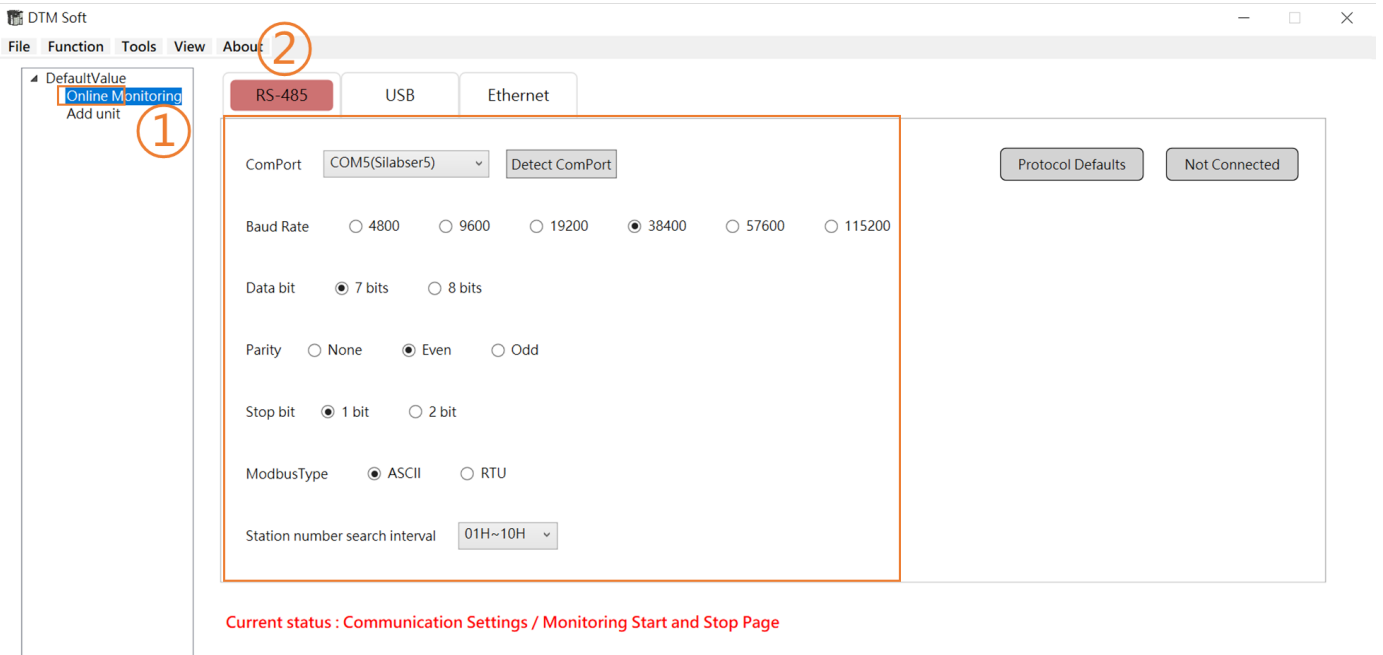 DTM Soft
File Function Tools View About
②
DefaultValue
Online Monitoring
Add unit
①
RS-485 USB Ethernet
ComPort COM5(Silabser5) Detect ComPort Protocol Defaults Not Connected
Baud Rate 4800 9600 19200 38400 57600 115200
Data bit 7 bits 8 bits
Parity None Even Odd
Stop bit 1 bit 2 bit
ModbusType ASCII RTU
Station number search interval 01H~10H
Current status : Communication Settings / Monitoring Start and Stop Page